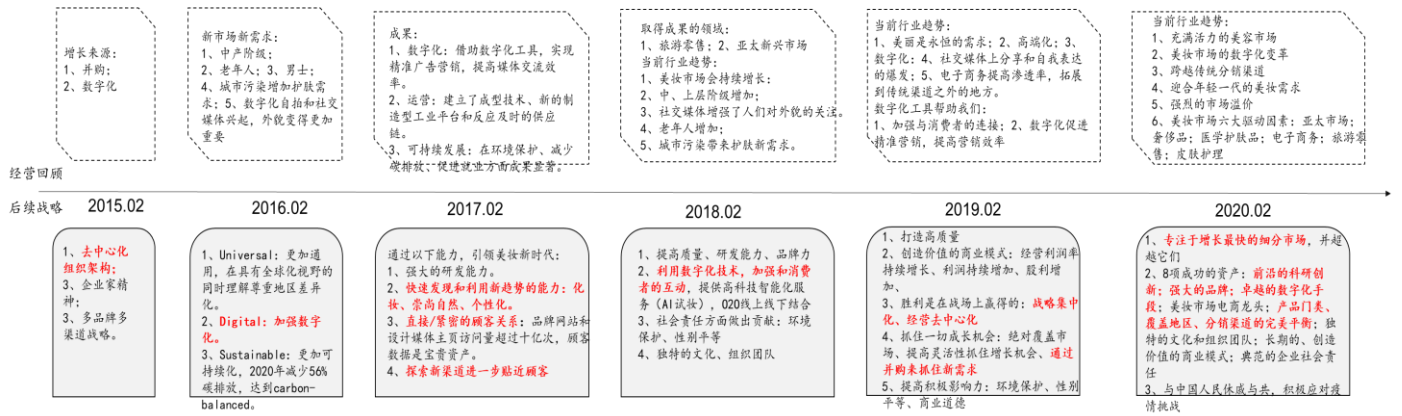 增长来源:
1、并购;
2、数字化
新市场新需求:
1、中产阶级;
2、老年人; 3、男士;
4、城市污染增加护肤需
求; 5、数字化自拍和社交
媒体兴起, 外貌变得更加
重要
成果:
1、数字化: 借助数字化工具, 实现
精准广告营销, 提高媒体交流效
率。
2、运营: 建立了成型技术、新的制
造型工业平台和反应及时的供应
链。
3、可持续发展: 在环境保护、减少
碳排放、促进就业方面成果显著。
取得成果的领域:
1、旅游零售; 2、亚太新兴市场
当前行业趋势:
1、美妆市场会持续增长;
2、中、上层阶级增加;
3、社交媒体增强了人们对外貌的关注。
4、老年人增加;
5、城市污染带来护肤新需求。
当前行业趋势:
1、美丽是永恒的需求; 2、高端化; 3、
数字化; 4、社交媒体上分享和自我表达
的爆发; 5、电子商务提高渗透率, 拓展
到传统渠道之外的地方。
数字化工具帮助我们:
1、加强与消费者的连接; 2、数字化促进
精准营销, 提高营销效率
当前行业趋势:
1、充满活力的美容市场
2、美妆市场的数字化变革
3、跨越传统分销渠道
4、迎合年轻一代的美妆需求
5、强烈的市场溢价
6、美妆市场六大驱动因素: 亚太市场;
奢侈品; 医学护肤品; 电子商务; 旅游零
售; 皮肤护理
经营回顾
后续战略
2015.02
2016.02
2017.02
2018.02
2019.02
2020.02
1、去中心化
组织架构;
3、企业家精
神;
3、多品牌多
渠道战略。
1、Universal: 更加通
用, 在具有全球化视野的
同时理解尊重地区差异
化。
2、Digital: 加强数字
化。
3、Sustainable: 更加可
持续化, 2020年减少56%
碳排放, 达到carbon-
balanced。
通过以下能力, 引领美妆新时代:
1、强大的研发能力。
2、快速发现和利用新趋势的能力: 化
妆、崇尚自然、个性化。
3、直接/紧密的顾客关系: 品牌网站和
设计媒体主页访问量超过十亿次, 顾客
数据是宝贵资产。
4、探索新渠道进一步贴近顾客
1、提高质量、研发能力、品牌力
2、利用数字化技术, 加强和消费
者的互动, 提供高科技智能化服
务(AI试妆), O2O线上线下结合
3、社会责任方面做出贡献: 环境
保护、性别平等
4、独特的文化、组织团队
1、打造高质量
2、创造价值的商业模式: 经营利润率
持续增长、利润持续增加、股利增
加、
3、胜利是在战场上赢得的: 战略集中
化、经营去中心化
4、抓住一切成长机会: 绝对覆盖市
场、提高灵活性抓住增长机会、通过
并购来抓住新需求
5、提高积极影响力: 环境保护、性别
平等、商业道德
1、专注于增长最快的细分市场, 并超
越它们
2、8项成功的资产: 前沿的科研创
新; 强大的品牌; 卓越的数字化手
段; 美妆市场电商龙头; 产品门类、
覆盖地区、分销渠道的完美平衡; 独
特的文化和组织团队; 长期的、创造
价值的商业模式; 典范的企业社会责
任
3、与中国人民休戚与共, 积极应对疫
情挑战